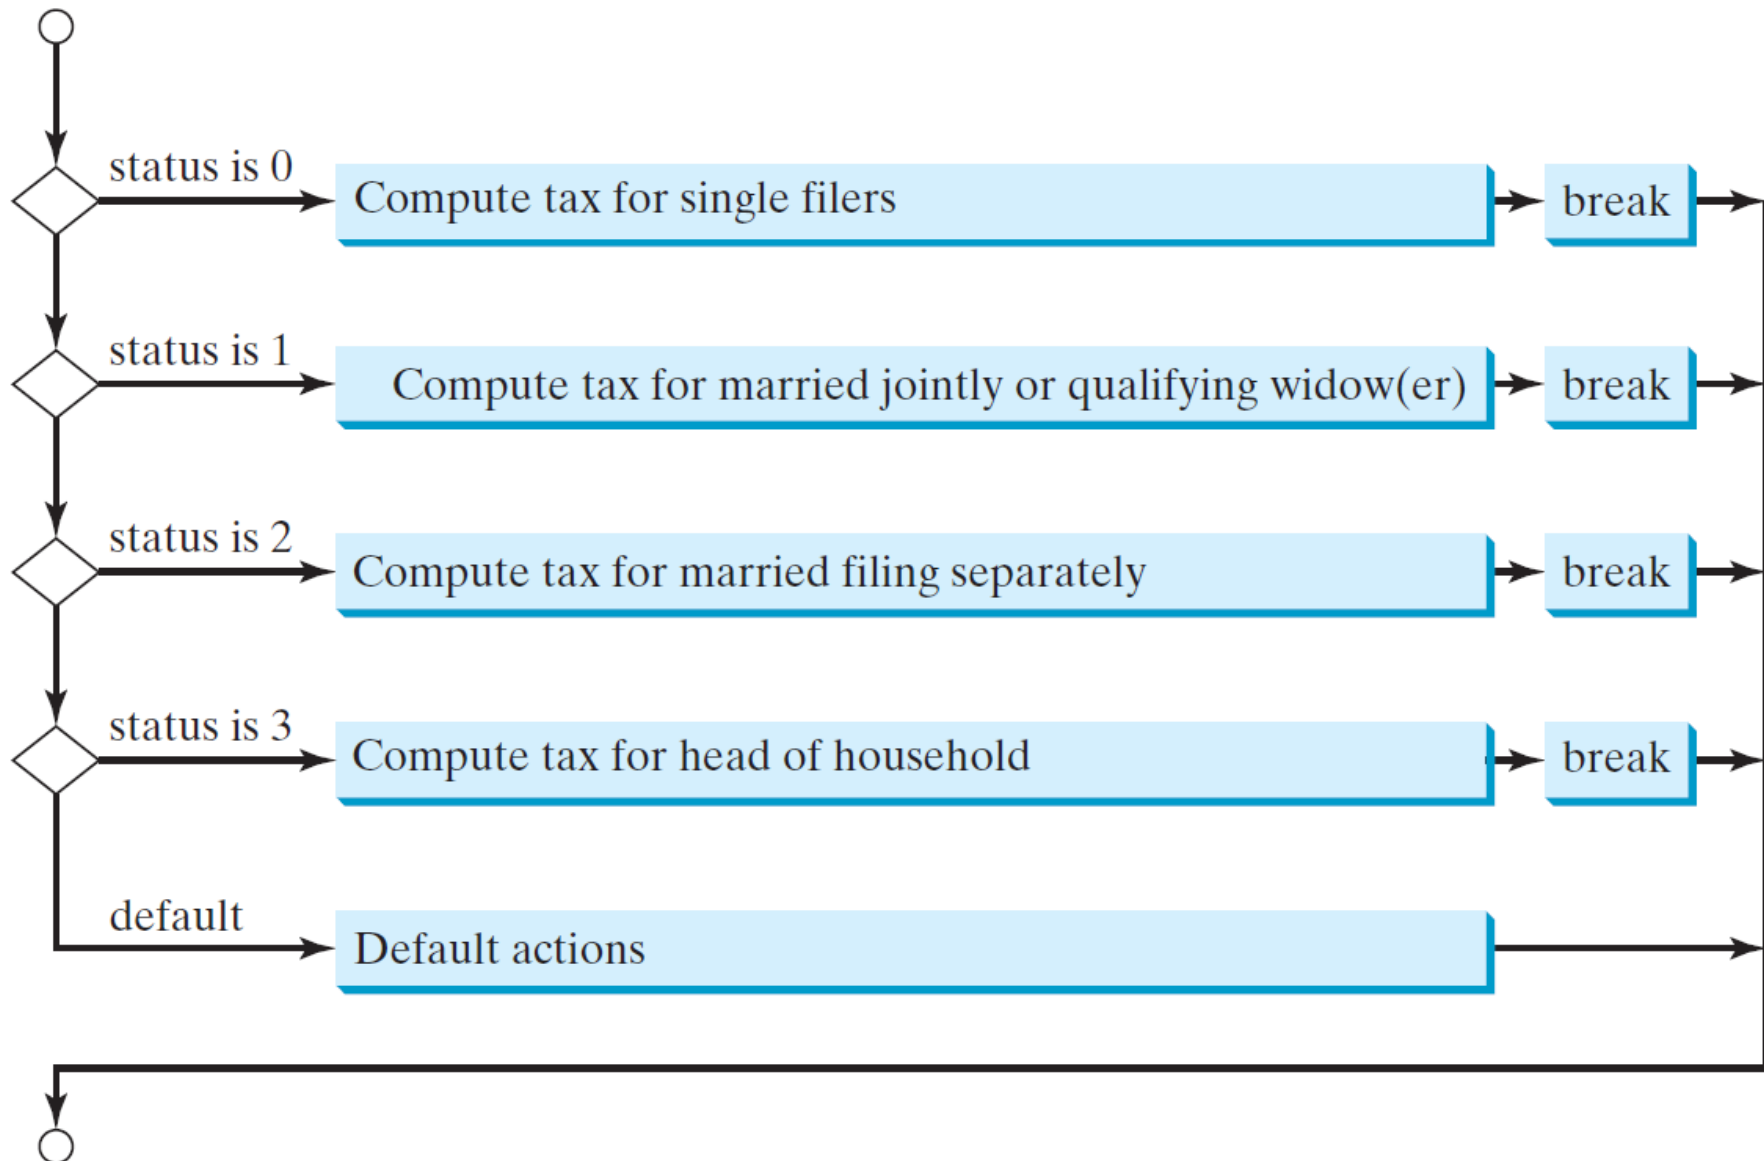 status is 0
Compute tax for single filers
break
status is 1
Compute tax for married jointly or qualifying widow(er)
break
status is 2
Compute tax for married filing separately
break
status is 3
Compute tax for head of household
break
default
Default actions